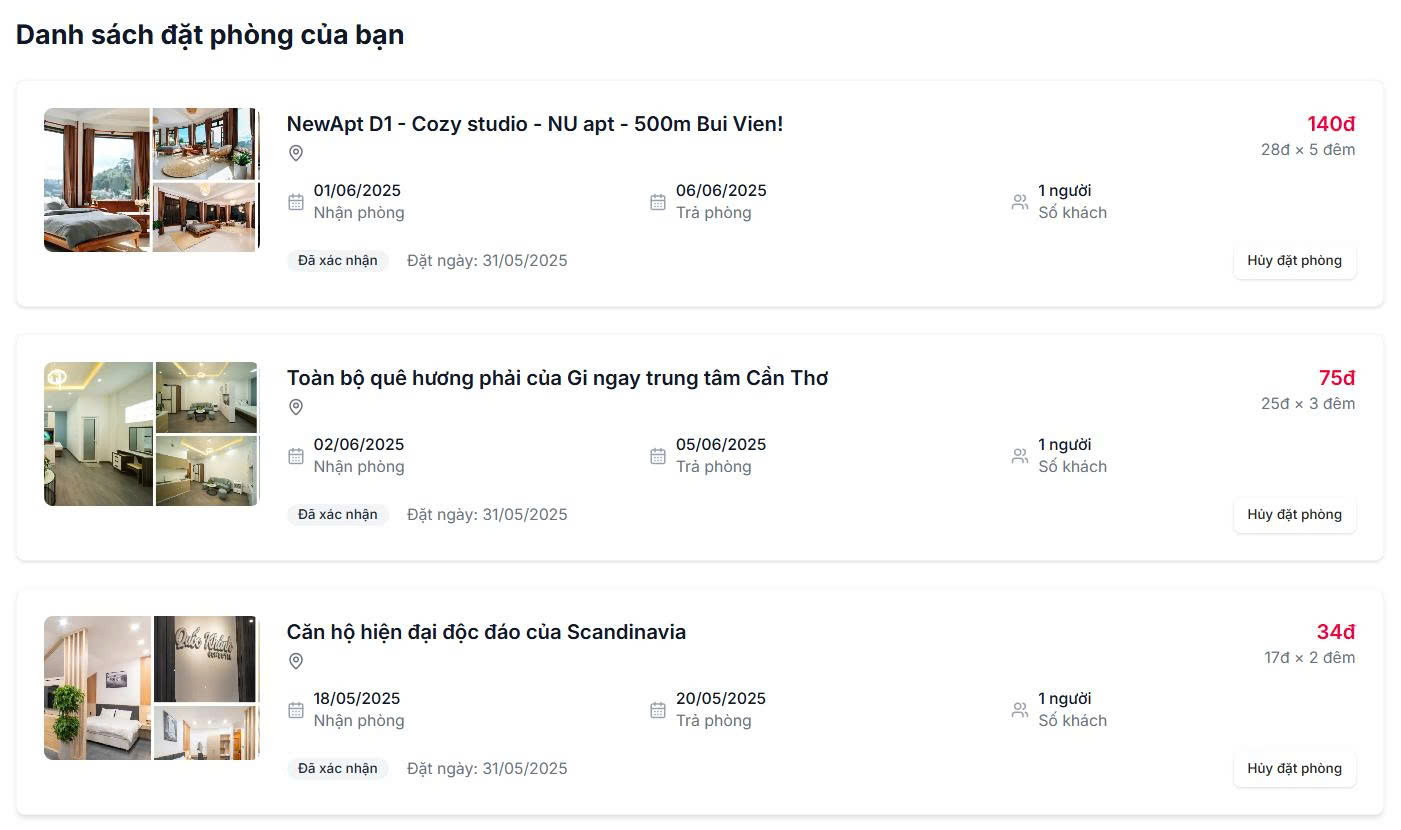 Danh sách đặt phòng của bạn
NewApt D1 - Cozy studio - NU apt - 500m Bui Vien!
140đ
28đ × 5 đêm
01/06/2025
Nhận phòng
06/06/2025
Trả phòng
1 người
Số khách
Đã xác nhận
Đặt ngày: 31/05/2025
Hủy đặt phòng
Toàn bộ quê hương phải của Gi ngay trung tâm Cần Thơ
75đ
25đ × 3 đêm
02/06/2025
Nhận phòng
05/06/2025
Trả phòng
1 người
Số khách
Đã xác nhận
Đặt ngày: 31/05/2025
Hủy đặt phòng
Quốc Khánh
Căn hộ hiện đại độc đáo của Scandinavia
34đ
17đ × 2 đêm
18/05/2025
Nhận phòng
20/05/2025
Trả phòng
1 người
Số khách
Đã xác nhận
Đặt ngày: 31/05/2025
Hủy đặt phòng